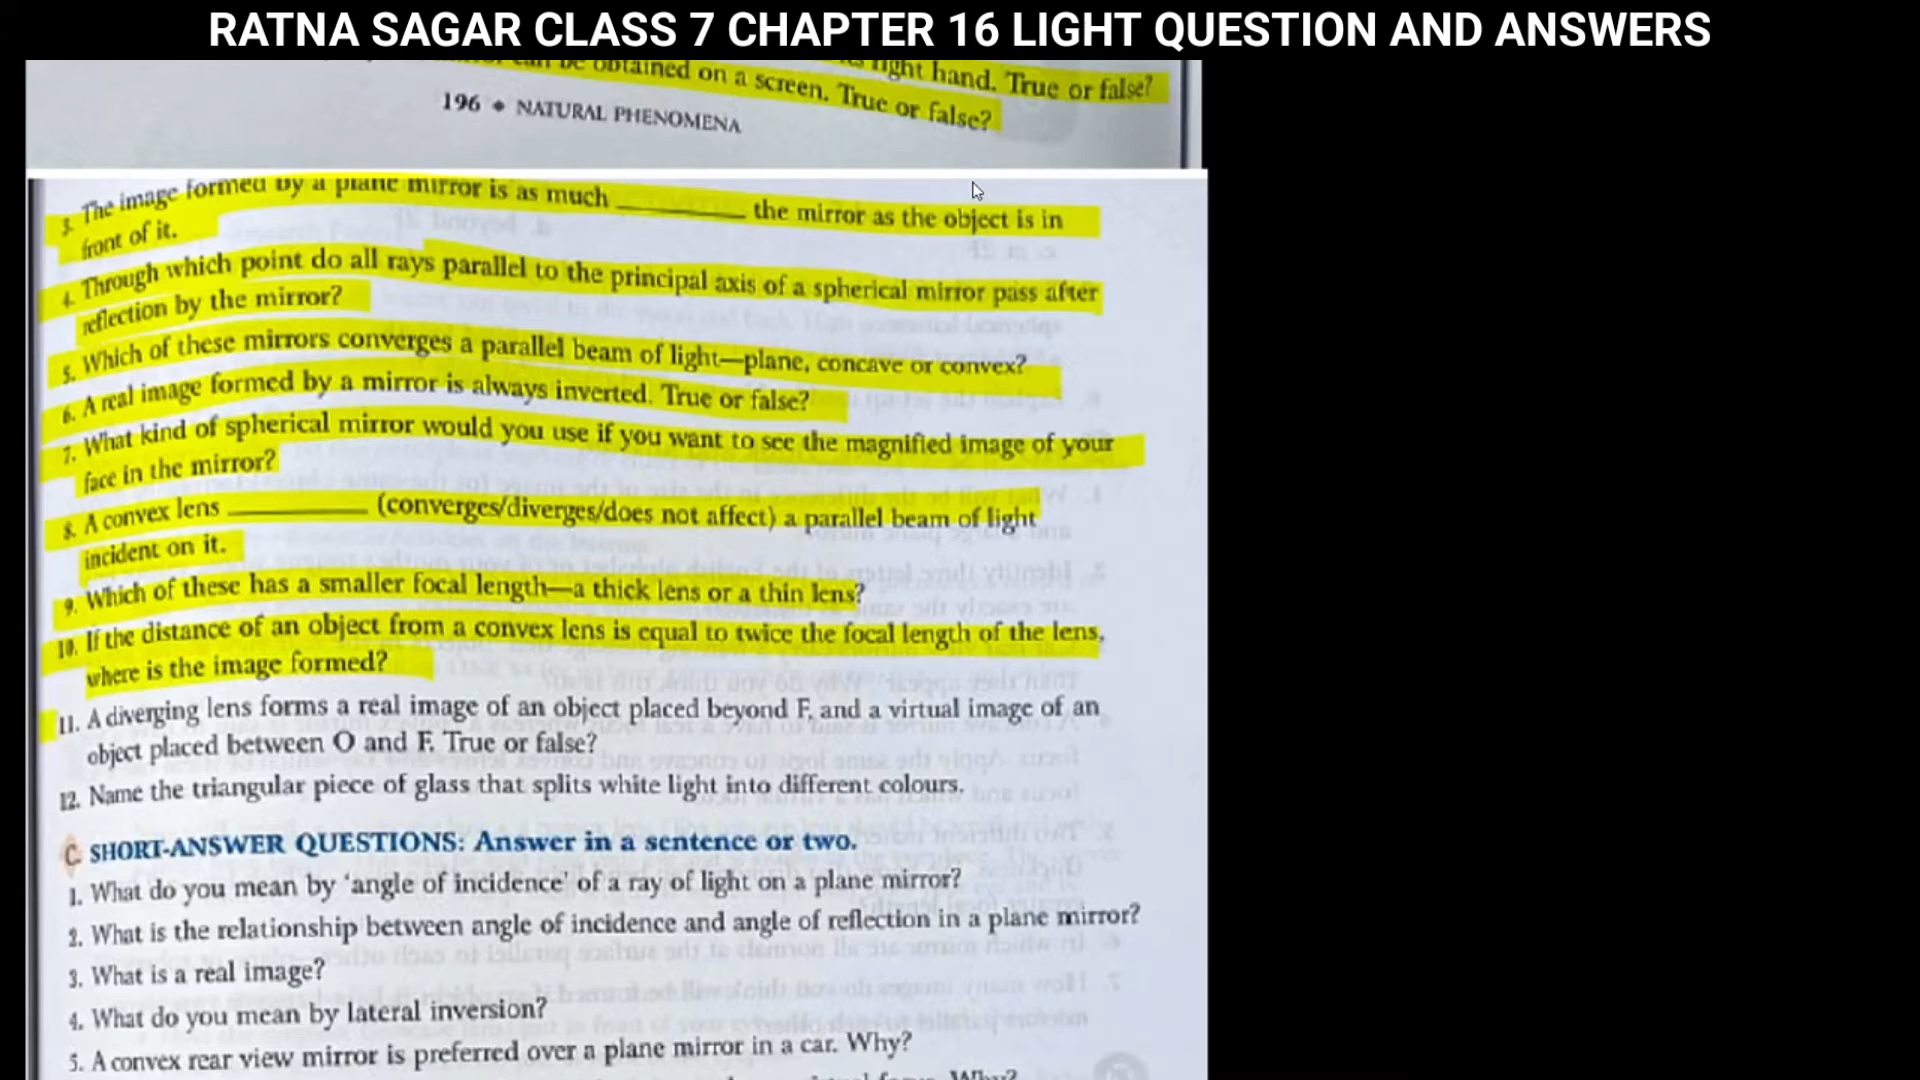 RATNA SAGAR CLASS 7 CHAPTER 16 LIGHT QUESTION AND ANSWERS
right hand. True or false?
can be obtained on a screen. True or false?
196 ◆ NATURAL PHENOMENA
3. The image formed by a plane mirror is as much ________ the mirror as the object is in
front of it.
4. Through which point do all rays parallel to the principal axis of a spherical mirror pass after
reflection by the mirror?
5. Which of these mirrors converges a parallel beam of light—plane, concave or convex?
6. A real image formed by a mirror is always inverted. True or false?
7. What kind of spherical mirror would you use if you want to see the magnified image of your
face in the mirror?
8. A convex lens ________ (converges/diverges/does not affect) a parallel beam of light
incident on it.
9. Which of these has a smaller focal length—a thick lens or a thin lens?
10. If the distance of an object from a convex lens is equal to twice the focal length of the lens,
where is the image formed?
11. A diverging lens forms a real image of an object placed beyond F, and a virtual image of an
object placed between O and F. True or false?
12. Name the triangular piece of glass that splits white light into different colours.
C. SHORT-ANSWER QUESTIONS: Answer in a sentence or two.
1. What do you mean by ‘angle of incidence’ of a ray of light on a plane mirror?
2. What is the relationship between angle of incidence and angle of reflection in a plane mirror?
3. What is a real image?
4. What do you mean by lateral inversion?
5. A convex rear view mirror is preferred over a plane mirror in a car. Why?
Why?